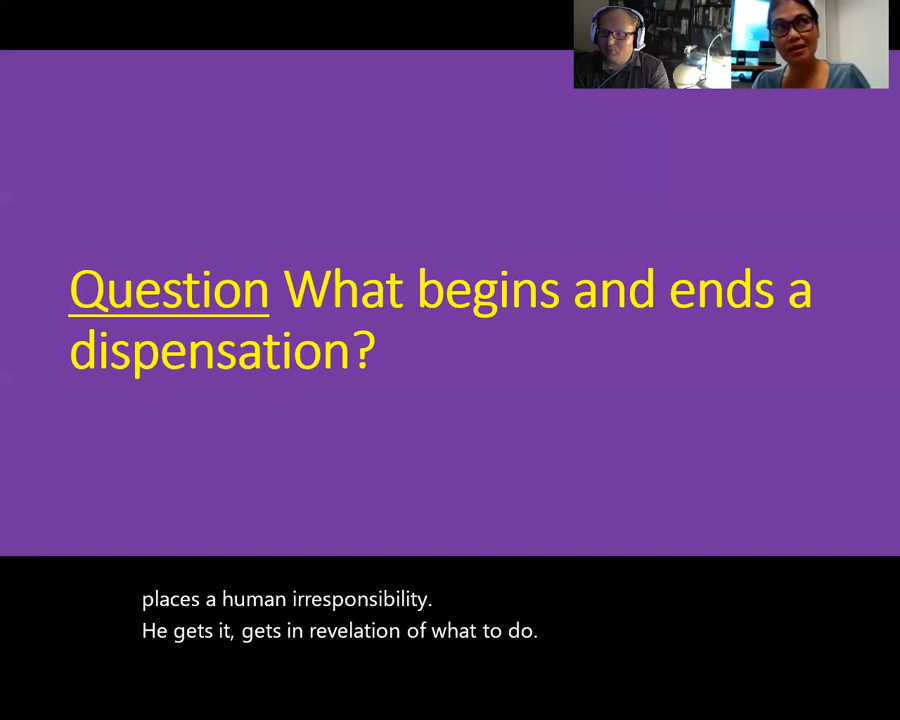 Question What begins and ends a
dispensation?
places a human irresponsibility.
He gets it, gets in revelation of what to do.